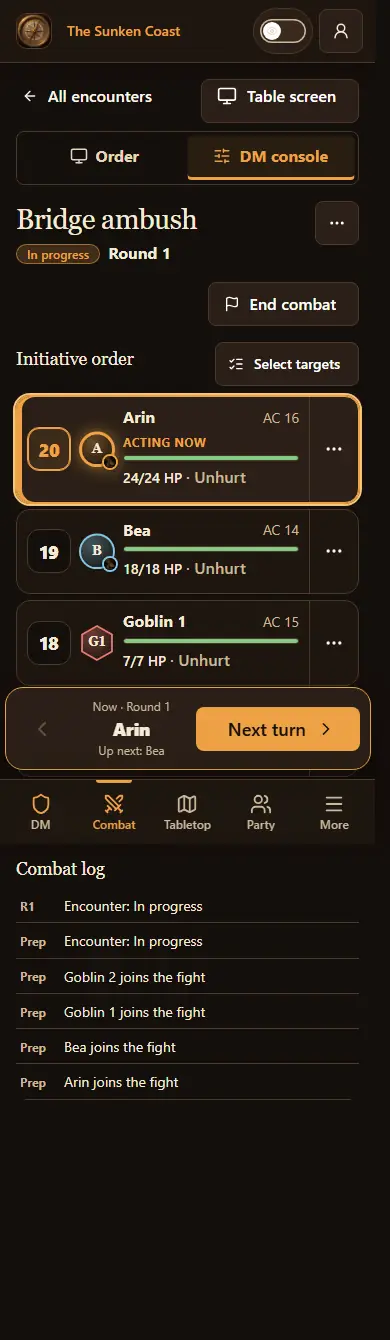 The Sunken Coast
All encounters
Table screen
Order
DM console
Bridge ambush
In progress
Round 1
End combat
Initiative order
Select targets
Arin
AC 16
20
A
ACTING NOW
24/24 HP · Unhurt
Bea
AC 14
19
B
18/18 HP · Unhurt
Goblin 1
AC 15
18
G1
7/7 HP · Unhurt
Now · Round 1
Arin
Up next: Bea
Next turn
DM
Combat
Tabletop
Party
More
Combat log
R1 Encounter: In progress
Prep Encounter: In progress
Prep Goblin 2 joins the fight
Prep Goblin 1 joins the fight
Prep Bea joins the fight
Prep Arin joins the fight